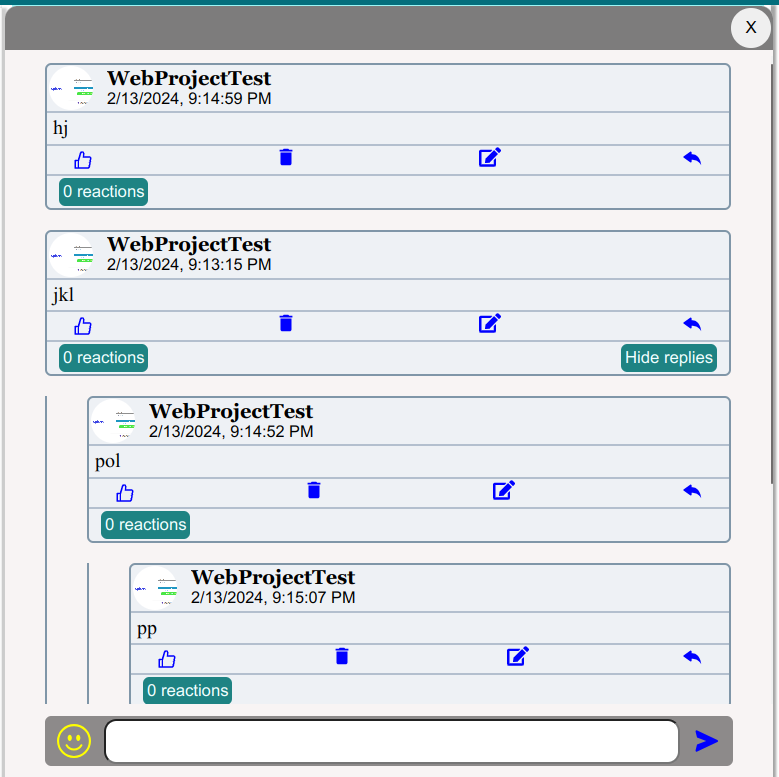 X
WebProjectTest
2/13/2024, 9:14:59 PM
hj
0 reactions
WebProjectTest
2/13/2024, 9:13:15 PM
jkl
0 reactions Hide replies
WebProjectTest
2/13/2024, 9:14:52 PM
pol
0 reactions
WebProjectTest
2/13/2024, 9:15:07 PM
pp
0 reactions